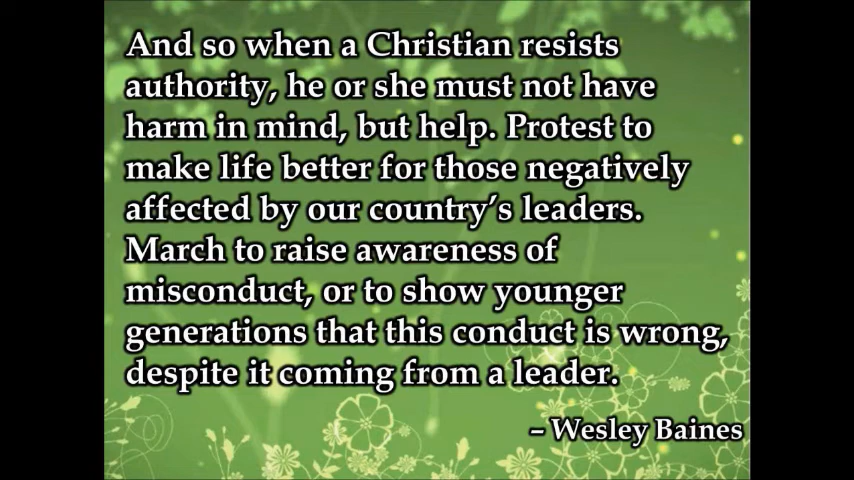 And so when a Christian resists
authority, he or she must not have
harm in mind, but help. Protest to
make life better for those negatively
affected by our country’s leaders.
March to raise awareness of
misconduct, or to show younger
generations that this conduct is wrong,
despite it coming from a leader.
– Wesley Baines